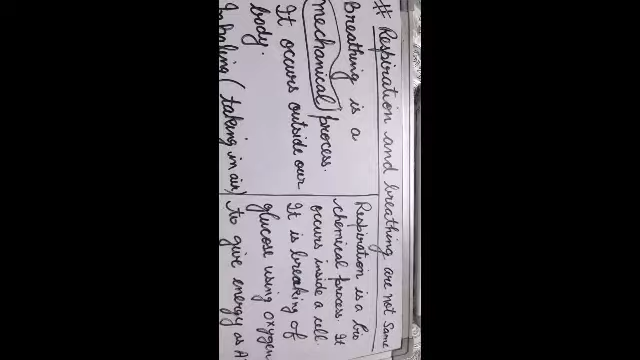 # Respiration and breathing are not same
Breathing is a
mechanical process.
It occurs outside our
body.
Inhaling (taking in air)
Respiration is a bio
chemical process. It
occurs inside a cell.
It is breaking of
glucose using oxygen
to give energy as